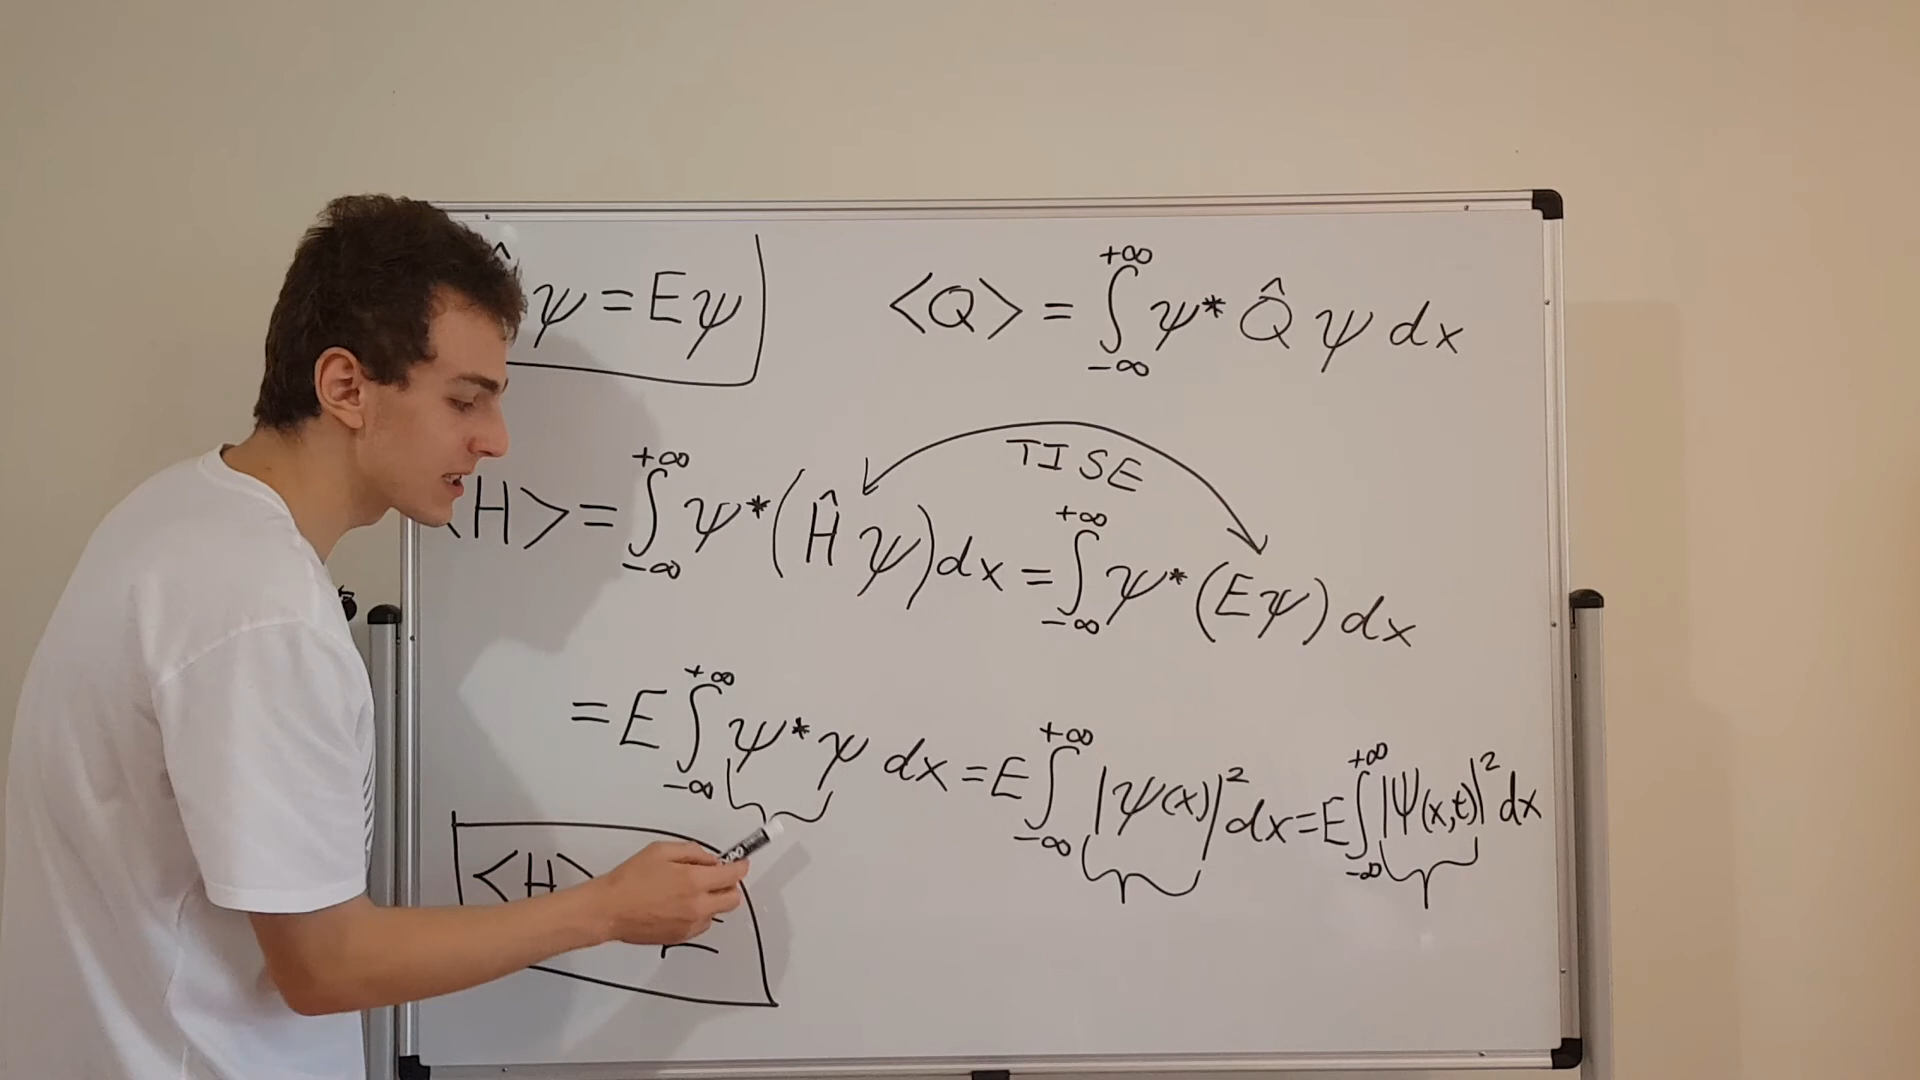 ψ = Eψ
<Q> = ∫_{-∞}^{+∞} ψ* Q̂ ψ dx
TISE
<H> = ∫_{-∞}^{+∞} ψ* (Ĥ ψ) dx = ∫_{-∞}^{+∞} ψ* (Eψ) dx
= E ∫_{-∞}^{+∞} ψ* ψ dx = E ∫_{-∞}^{+∞} |ψ(x)|² dx = E ∫_{-∞}^{+∞} |Ψ(x,t)|² dx
<H>